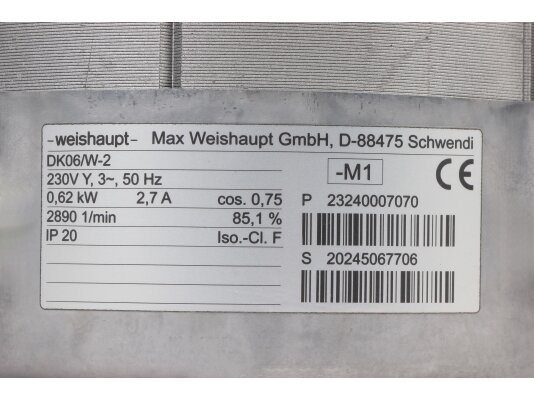 -weishaupt- Max Weishaupt GmbH, D-88475 Schwendi
DK06/W-2
230V Y, 3~, 50 Hz
0,62 kW 2,7 A cos. 0,75
2890 1/min 85,1 %
IP 20 Iso.-Cl. F
-M1 CE
P 23240007070
S 20245067706